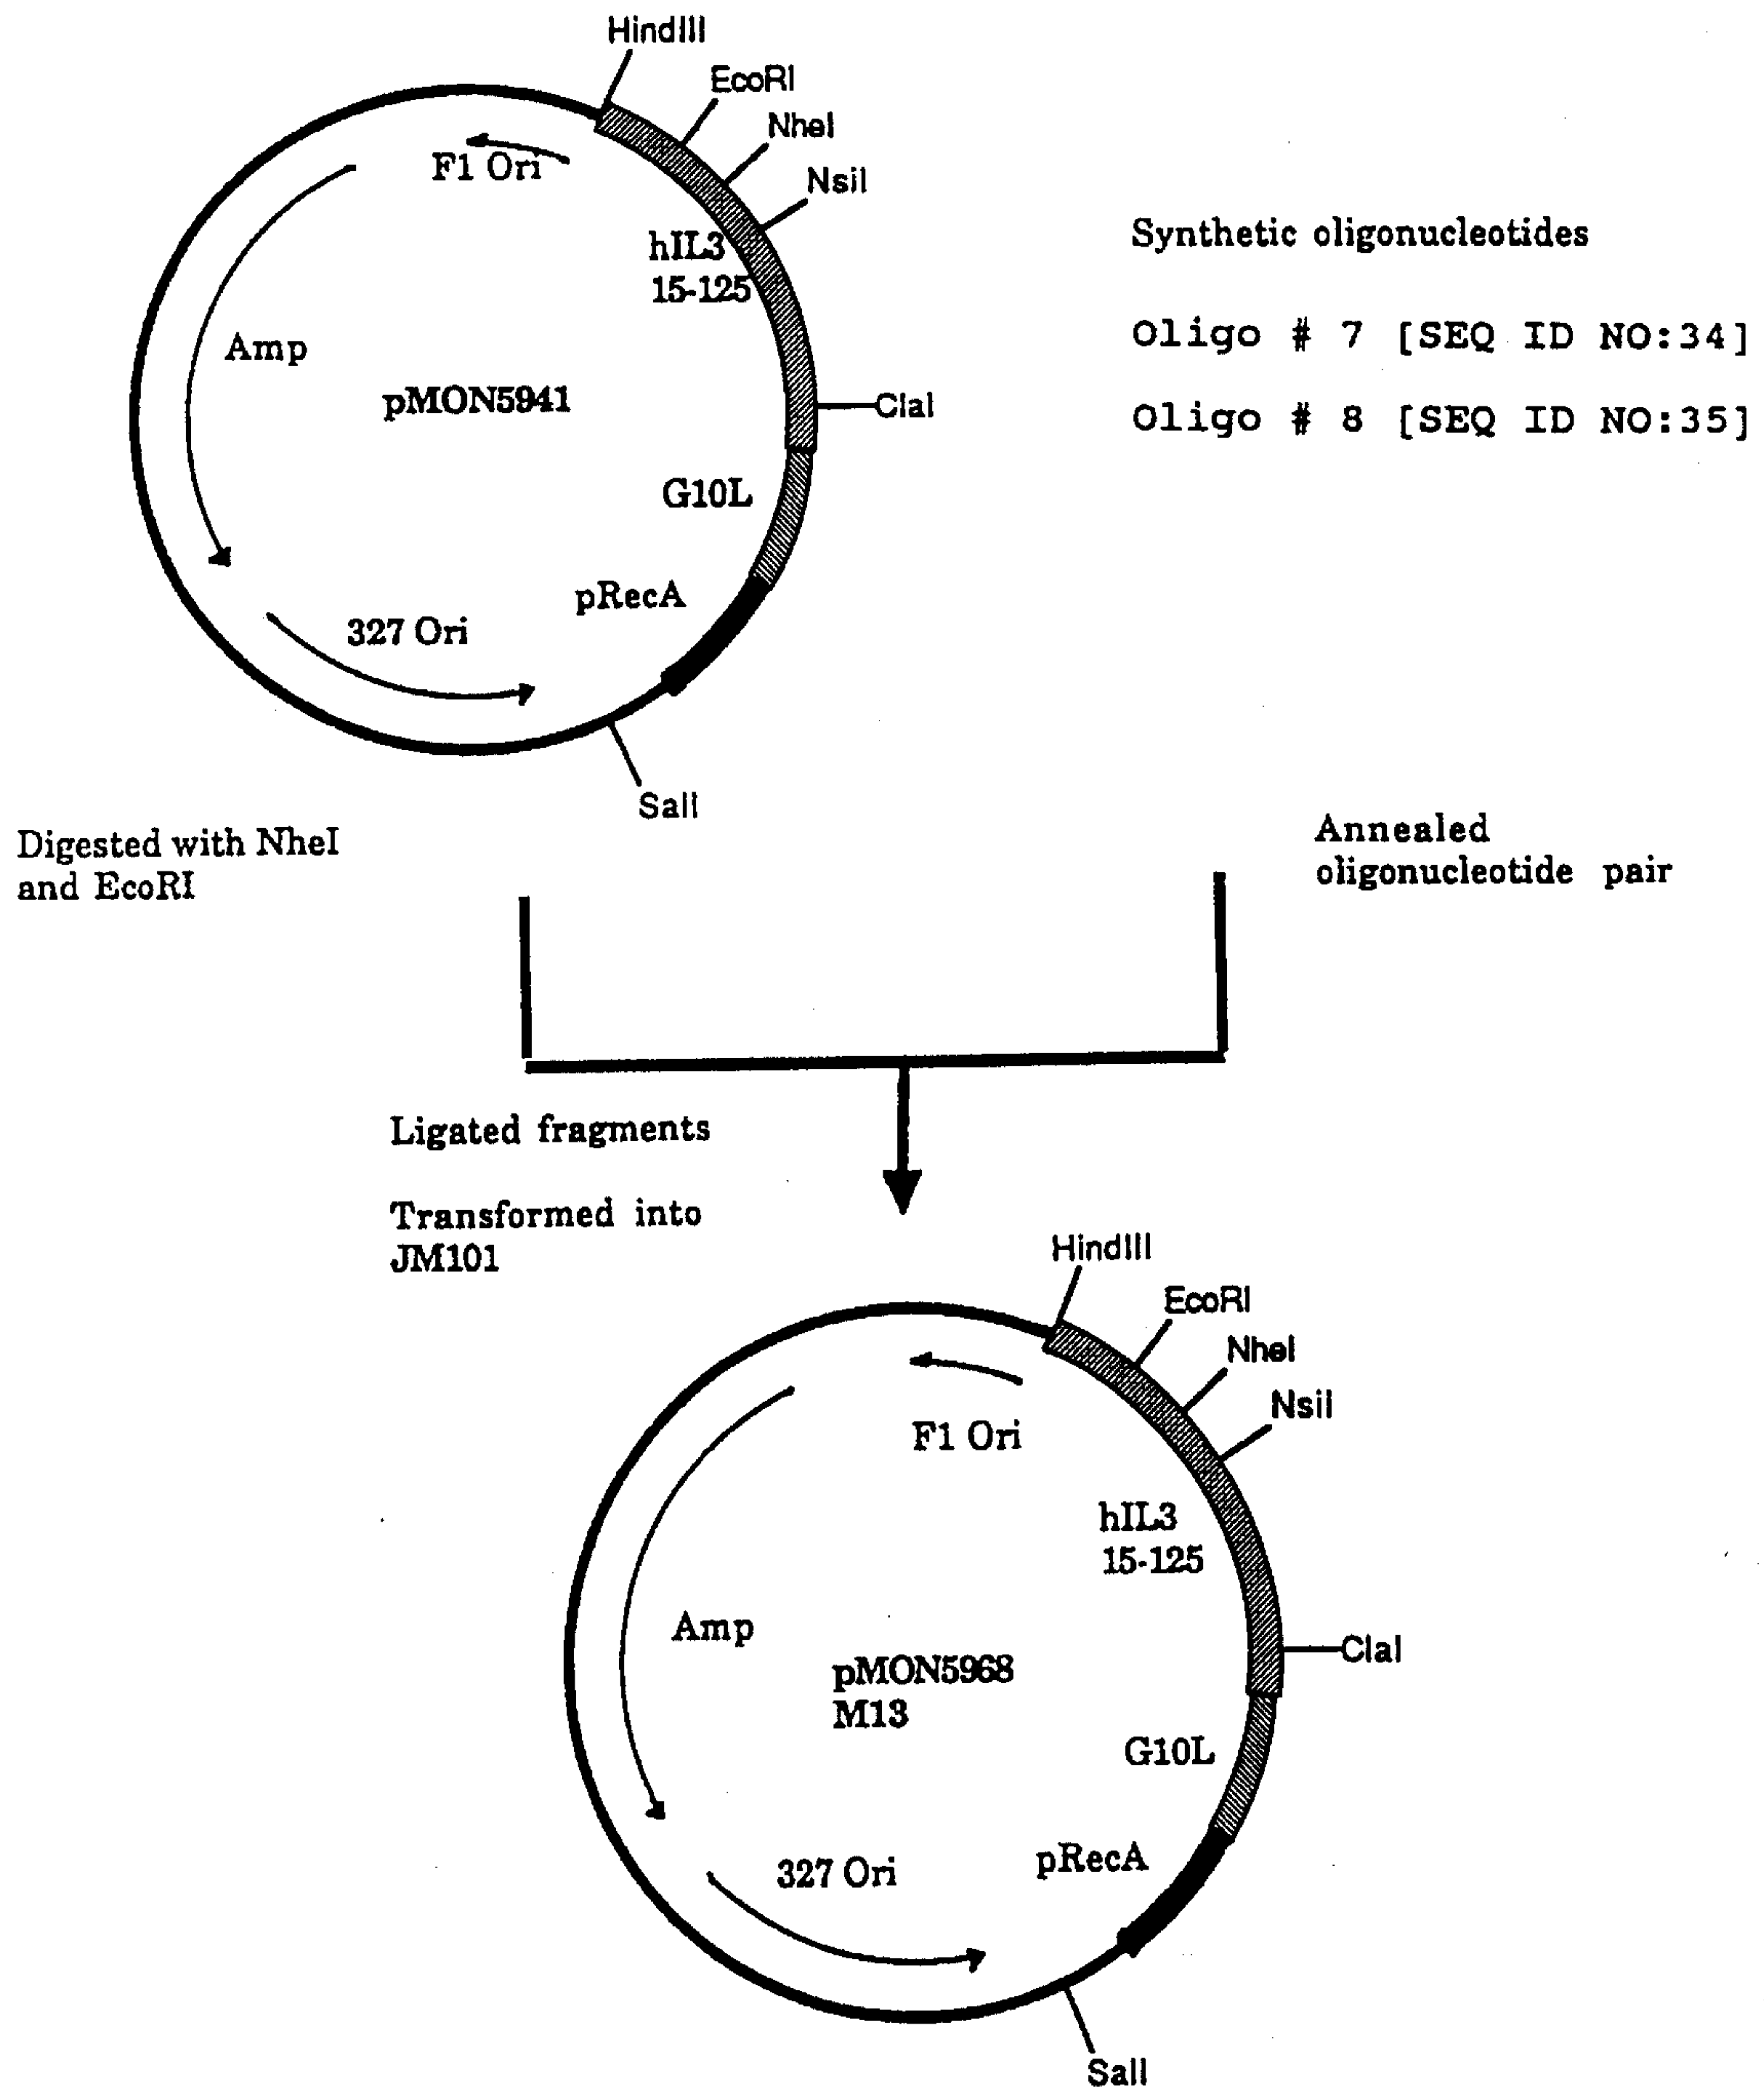 HindIII
EcoRI
NheI
NsiI
F1 Ori
hIL3
15-125
Amp
pMON5941
ClaI
G10L
pRecA
327 Ori
SalI
Synthetic oligonucleotides
Oligo # 7 [SEQ ID NO:34]
Oligo # 8 [SEQ ID NO:35]
Digested with NheI
and EcoRI
Annealed
oligonucleotide pair
Ligated fragments
Transformed into
JM101
HindIII
EcoRI
NheI
NsiI
F1 Ori
hIL3
15-125
Amp
pMON5968
M13
ClaI
G10L
pRecA
327 Ori
SalI